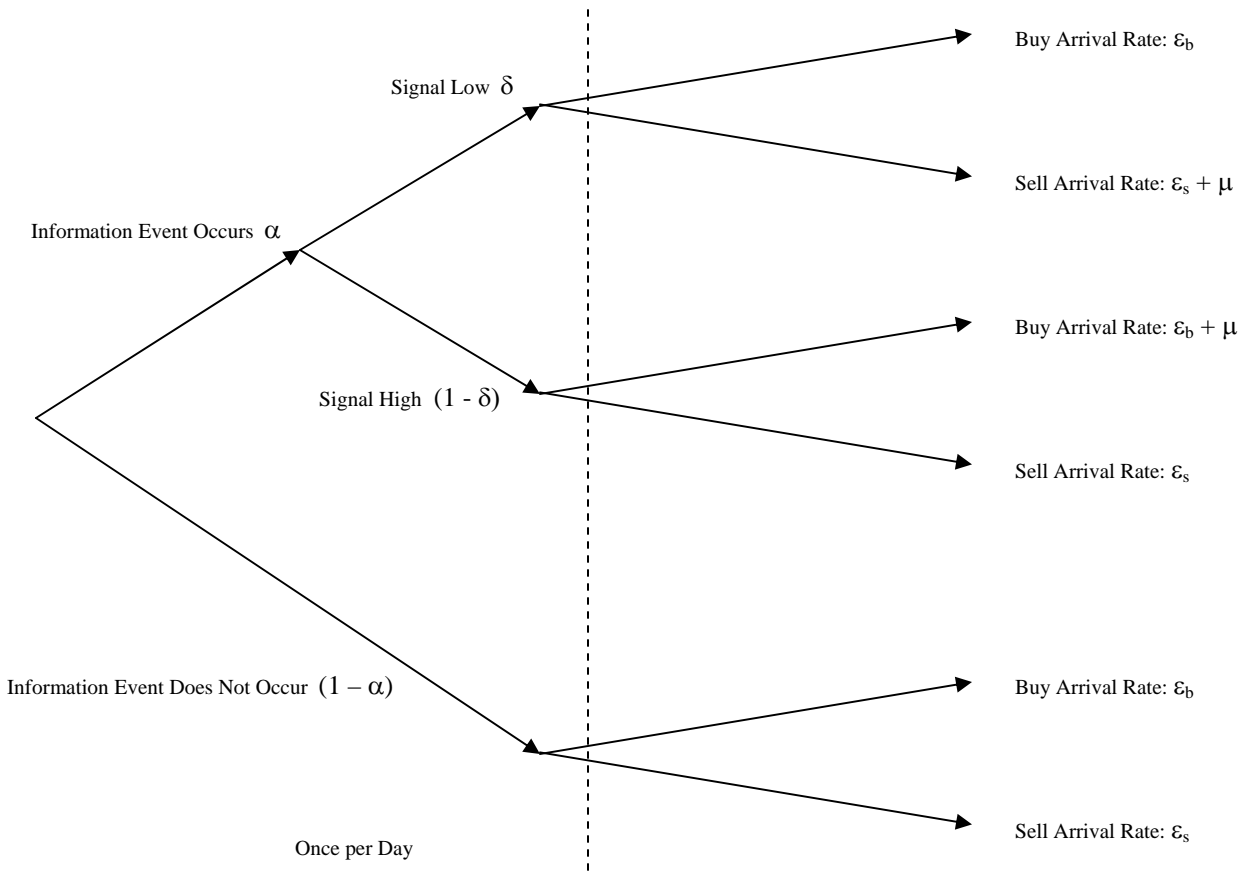 Buy Arrival Rate: εb
Signal Low δ
Sell Arrival Rate: εs + μ
Information Event Occurs α
Buy Arrival Rate: εb + μ
Signal High (1 - δ)
Sell Arrival Rate: εs
Information Event Does Not Occur (1 – α)
Buy Arrival Rate: εb
Sell Arrival Rate: εs
Once per Day